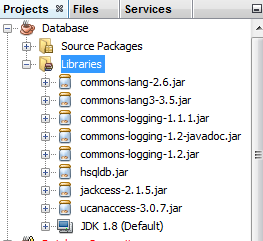 Projects Files Services
Database
Source Packages
Libraries
commons-lang-2.6.jar
commons-lang3-3.5.jar
commons-logging-1.1.1.jar
commons-logging-1.2-javadoc.jar
commons-logging-1.2.jar
hsqldb.jar
jackcess-2.1.5.jar
ucanaccess-3.0.7.jar
JDK 1.8 (Default)